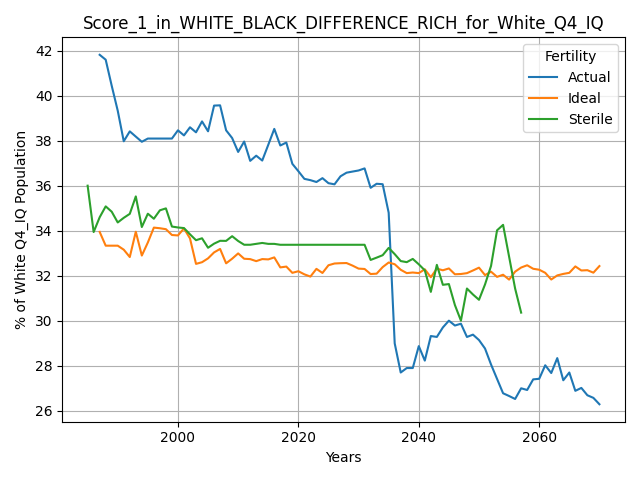 Score_1_in_WHITE_BLACK_DIFFERENCE_RICH_for_White_Q4_IQ
% of White Q4_IQ Population
42
40
38
36
34
32
30
28
26
Fertility
Actual
Ideal
Sterile
2000 2020 2040 2060
Years